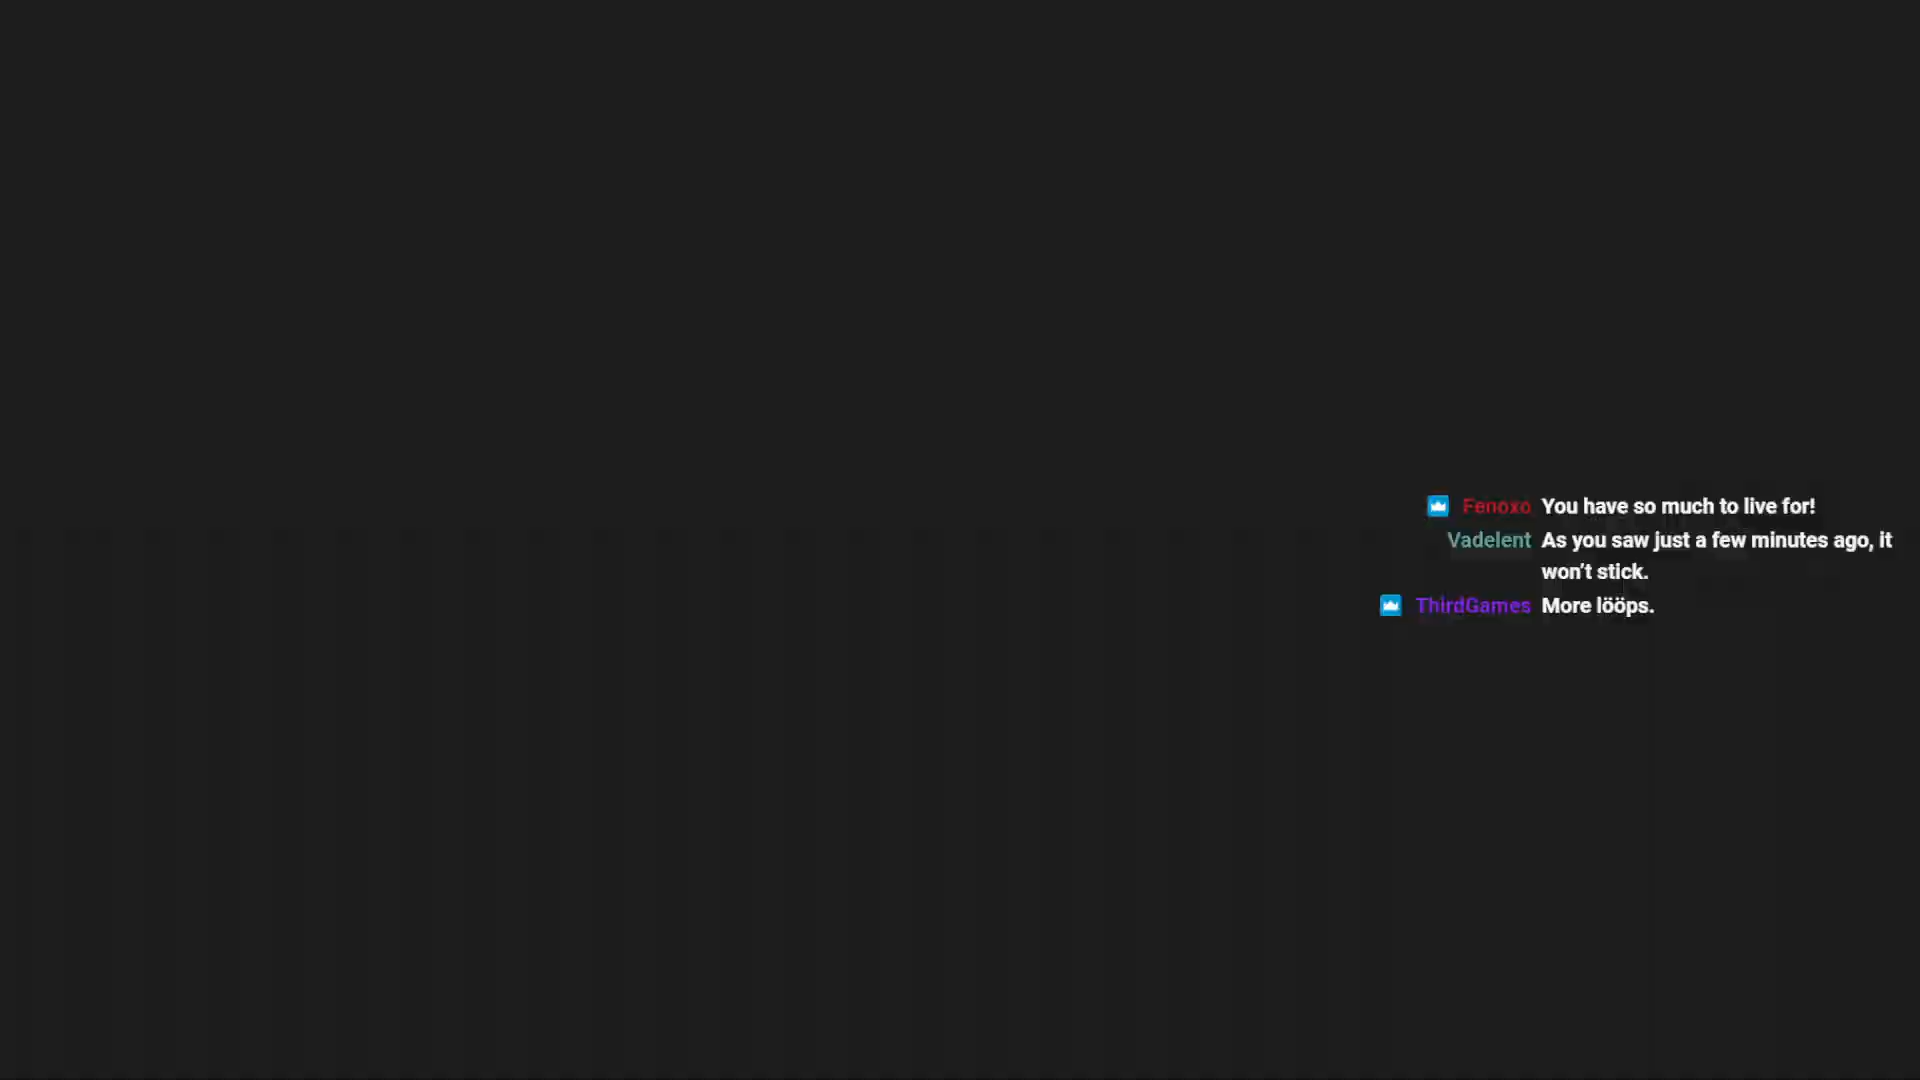 Fenoxo You have so much to live for!
Vadelent As you saw just a few minutes ago, it
won't stick.
ThirdGames More lööps.